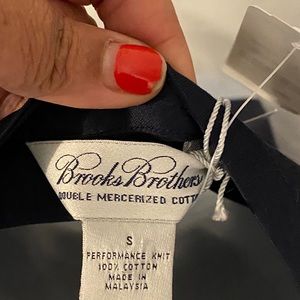 Brooks Brothers
DOUBLE MERCERIZED COTT
S
PERFORMANCE KNIT
100% COTTON
MADE IN
MALAYSIA